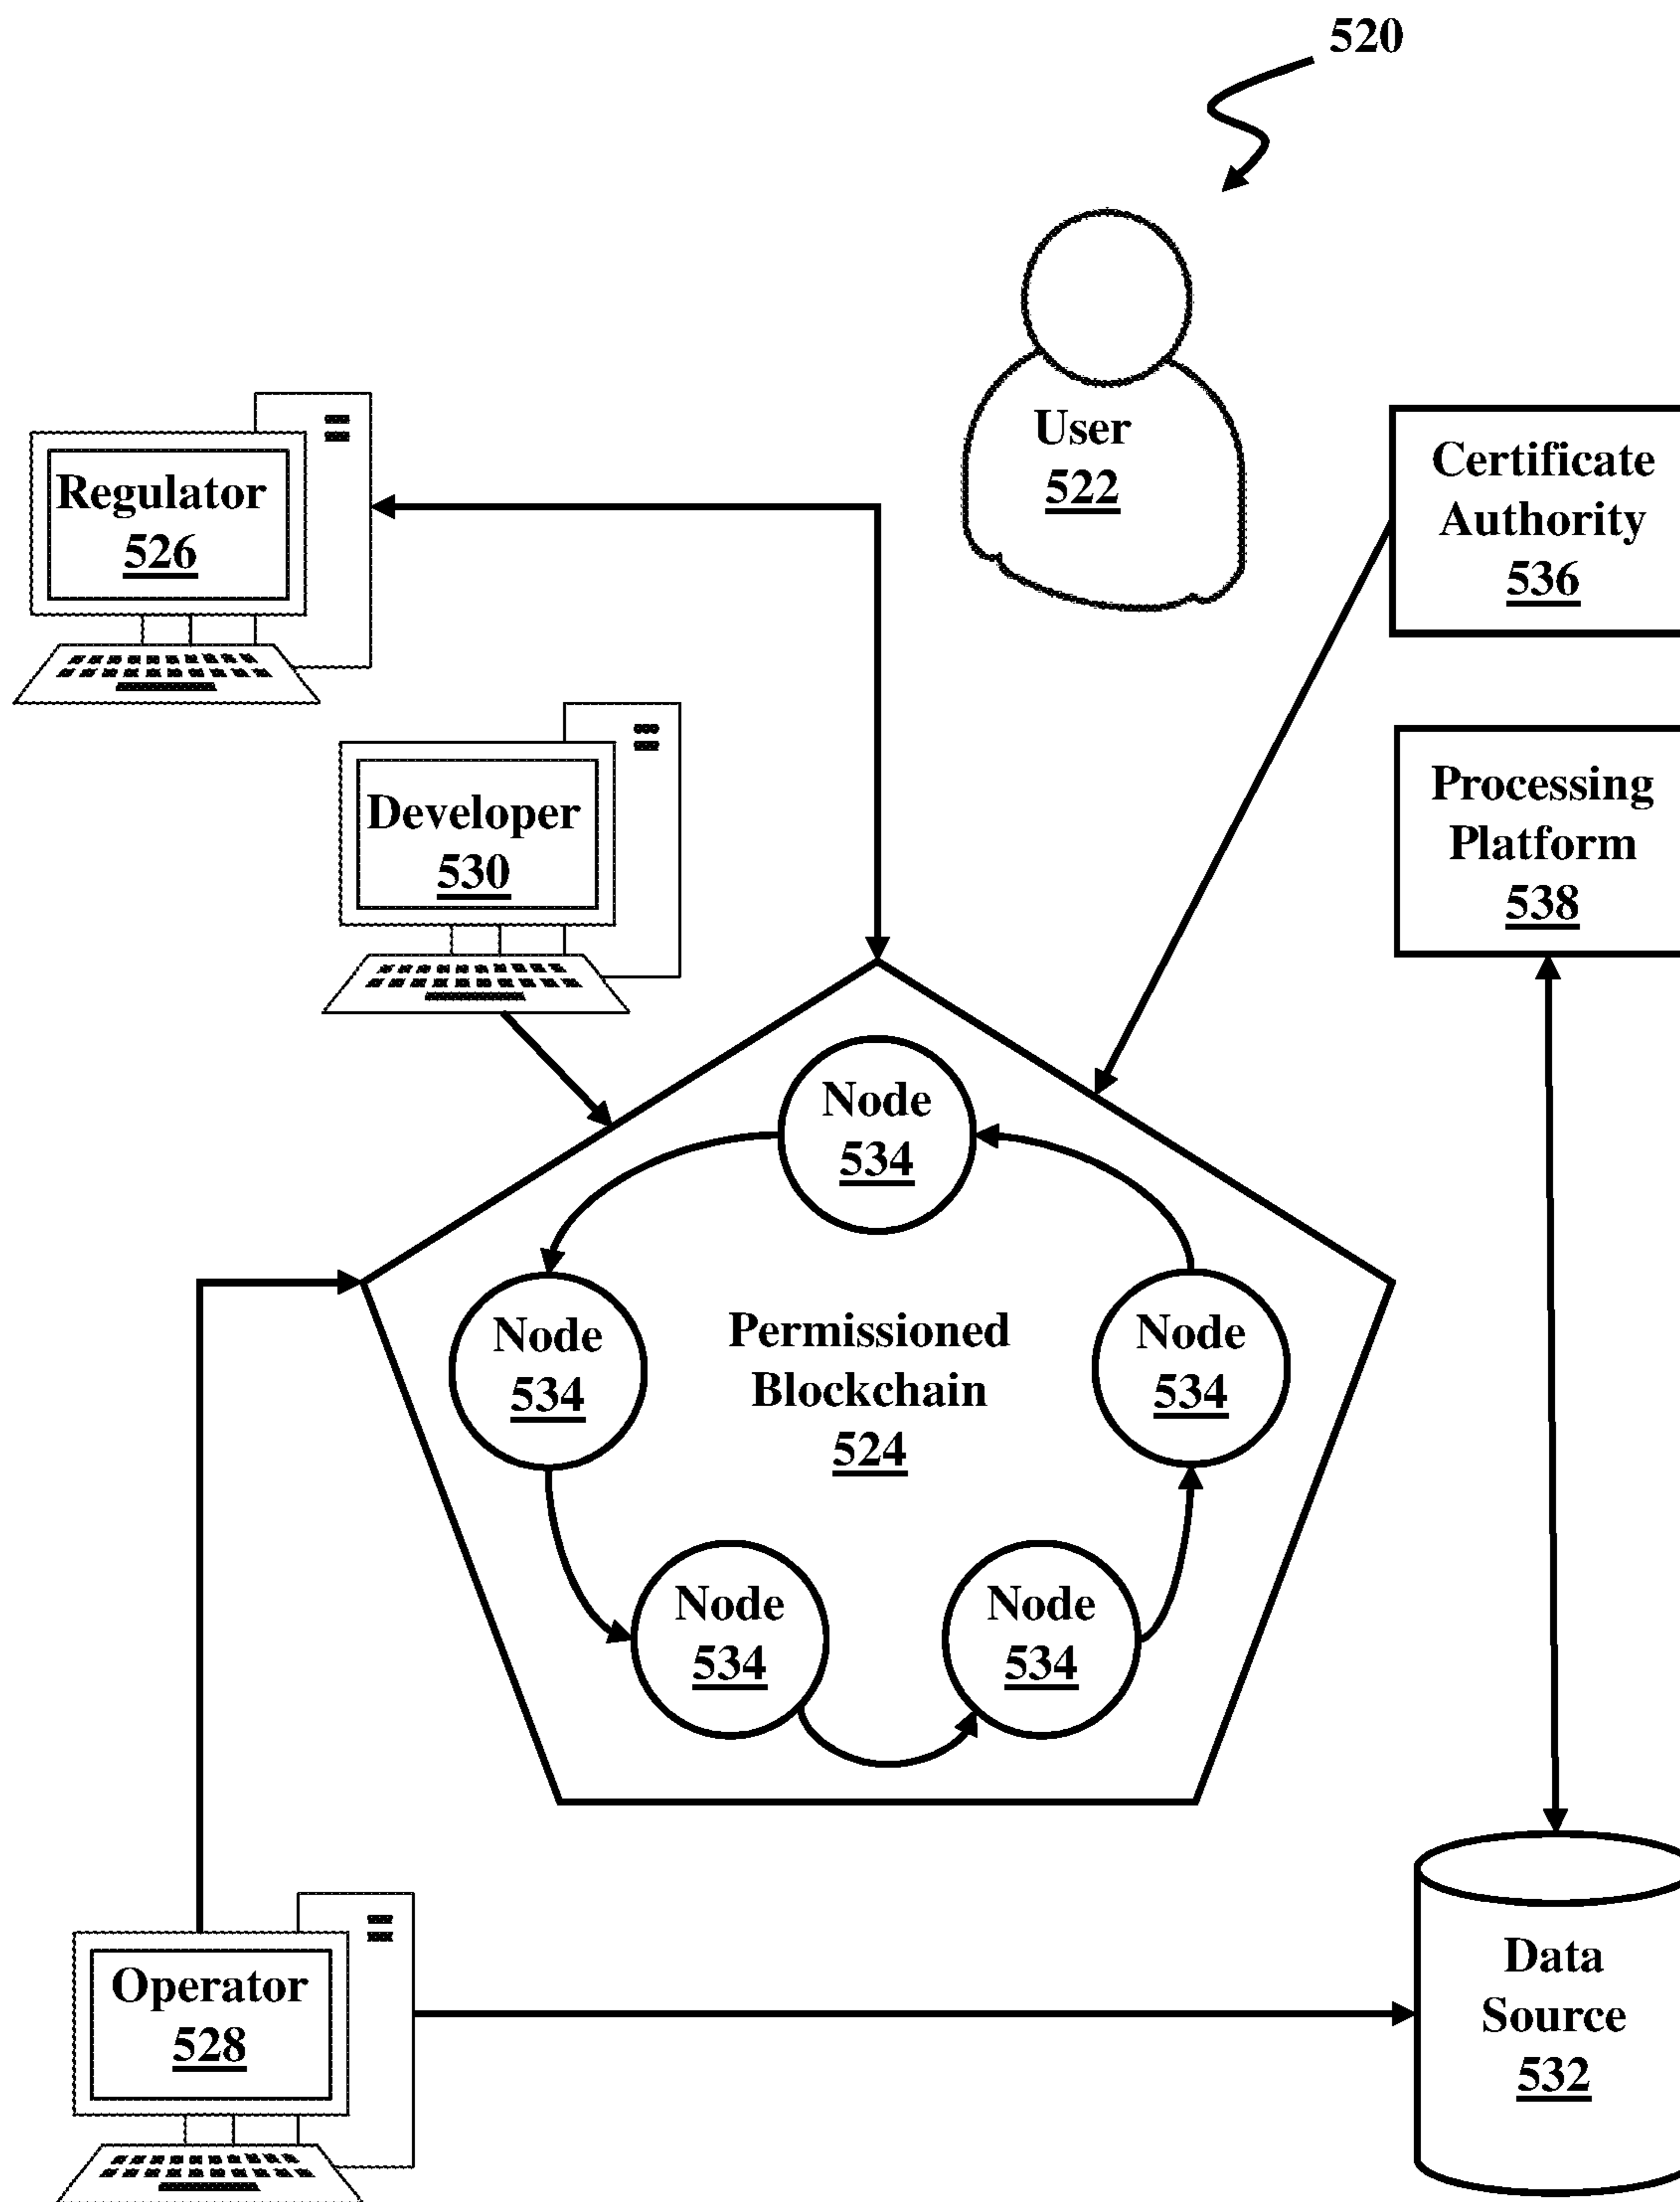 520
User
522
Regulator
526
Certificate
Authority
536
Developer
530
Processing
Platform
538
Node
534
Node
534
Permissioned
Blockchain
524
Node
534
Node
534
Node
534
Operator
528
Data
Source
532